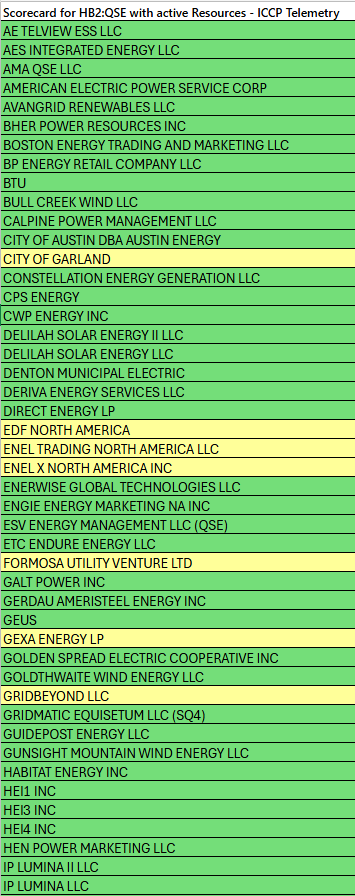 Scorecard for HB2:QSE with active Resources - ICCP Telemetry
AE TELVIEW ESS LLC
AES INTEGRATED ENERGY LLC
AMA QSE LLC
AMERICAN ELECTRIC POWER SERVICE CORP
AVANGRID RENEWABLES LLC
BHER POWER RESOURCES INC
BOSTON ENERGY TRADING AND MARKETING LLC
BP ENERGY RETAIL COMPANY LLC
BTU
BULL CREEK WIND LLC
CALPINE POWER MANAGEMENT LLC
CITY OF AUSTIN DBA AUSTIN ENERGY
CITY OF GARLAND
CONSTELLATION ENERGY GENERATION LLC
CPS ENERGY
CWP ENERGY INC
DELILAH SOLAR ENERGY II LLC
DELILAH SOLAR ENERGY LLC
DENTON MUNICIPAL ELECTRIC
DERIVA ENERGY SERVICES LLC
DIRECT ENERGY LP
EDF NORTH AMERICA
ENEL TRADING NORTH AMERICA LLC
ENEL X NORTH AMERICA INC
ENERWISE GLOBAL TECHNOLOGIES LLC
ENGIE ENERGY MARKETING NA INC
ESV ENERGY MANAGEMENT LLC (QSE)
ETC ENDURE ENERGY LLC
FORMOSA UTILITY VENTURE LTD
GALT POWER INC
GERDAU AMERISTEEL ENERGY INC
GEUS
GEXA ENERGY LP
GOLDEN SPREAD ELECTRIC COOPERATIVE INC
GOLDTHWAITE WIND ENERGY LLC
GRIDBEYOND LLC
GRIDMATIC EQUISETUM LLC (SQ4)
GUIDEPOST ENERGY LLC
GUNSIGHT MOUNTAIN WIND ENERGY LLC
HABITAT ENERGY INC
HEI1 INC
HEI3 INC
HEI4 INC
HEN POWER MARKETING LLC
IP LUMINA II LLC
IP LUMINA LLC